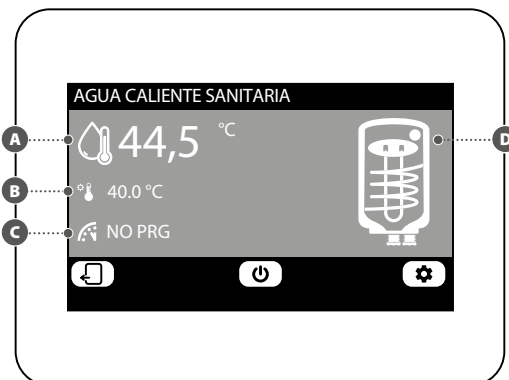 AGUA CALIENTE SANITARIA
A 44,5 °C
B 40.0 °C
C NO PRG
D